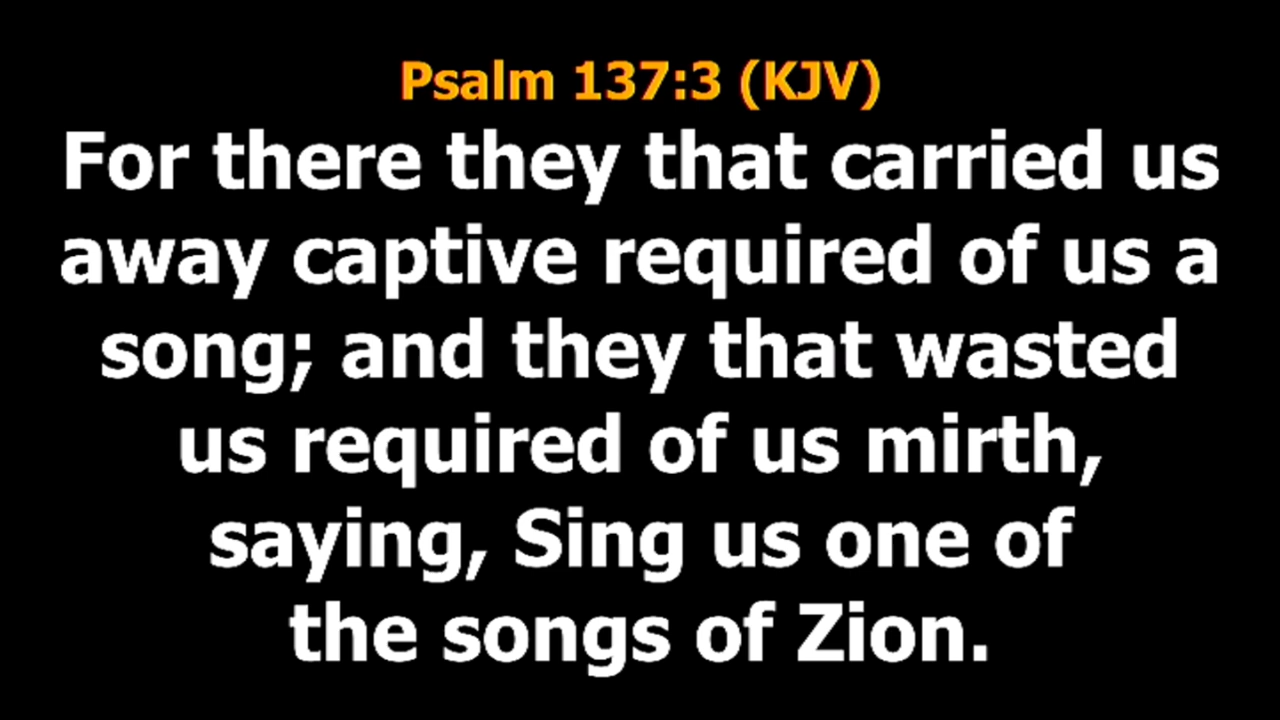 Psalm 137:3 (KJV)
For there they that carried us
away captive required of us a
song; and they that wasted
us required of us mirth,
saying, Sing us one of
the songs of Zion.